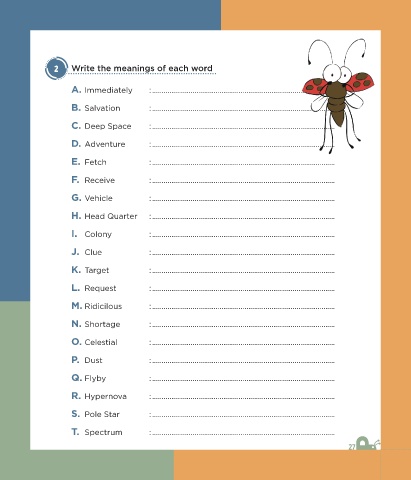 2 Write the meanings of each word
A. Immediately :
B. Salvation :
C. Deep Space :
D. Adventure :
E. Fetch :
F. Receive :
G. Vehicle :
H. Head Quarter :
I. Colony :
J. Clue :
K. Target :
L. Request :
M. Ridicilous :
N. Shortage :
O. Celestial :
P. Dust :
Q. Flyby :
R. Hypernova :
S. Pole Star :
T. Spectrum :
27